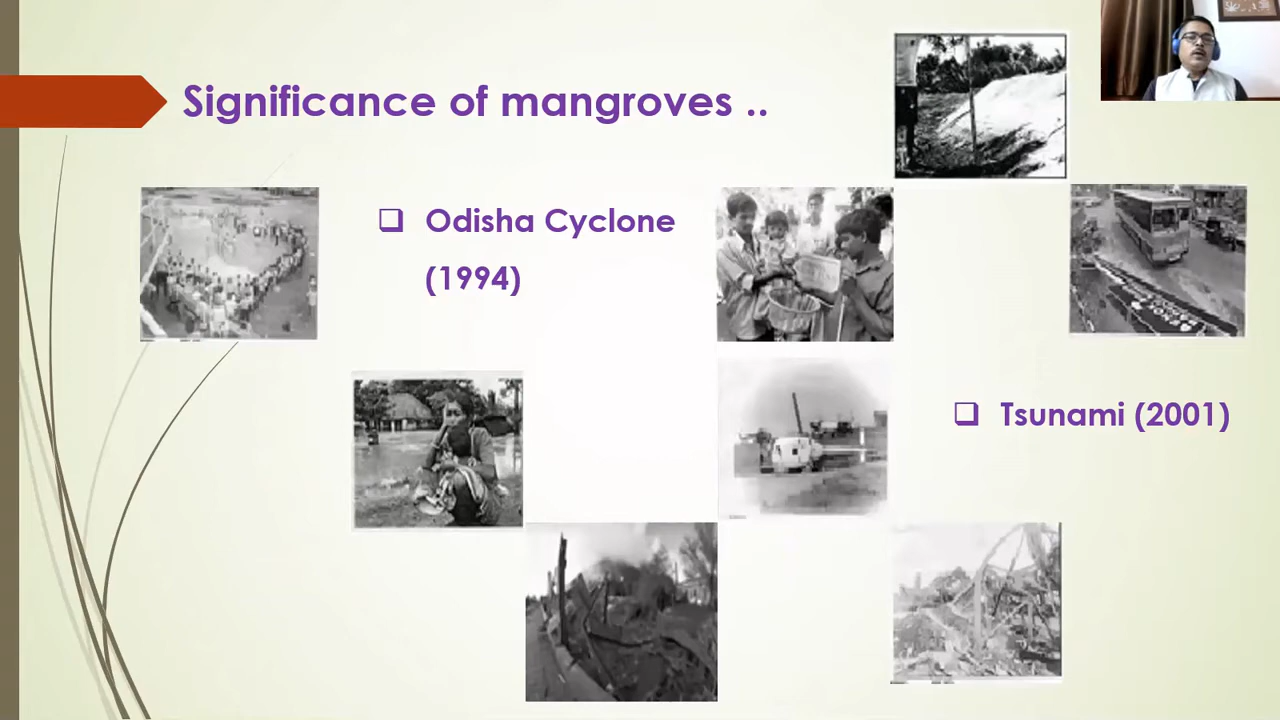 Significance of mangroves ..
❑ Odisha Cyclone
(1994)
❑ Tsunami (2001)